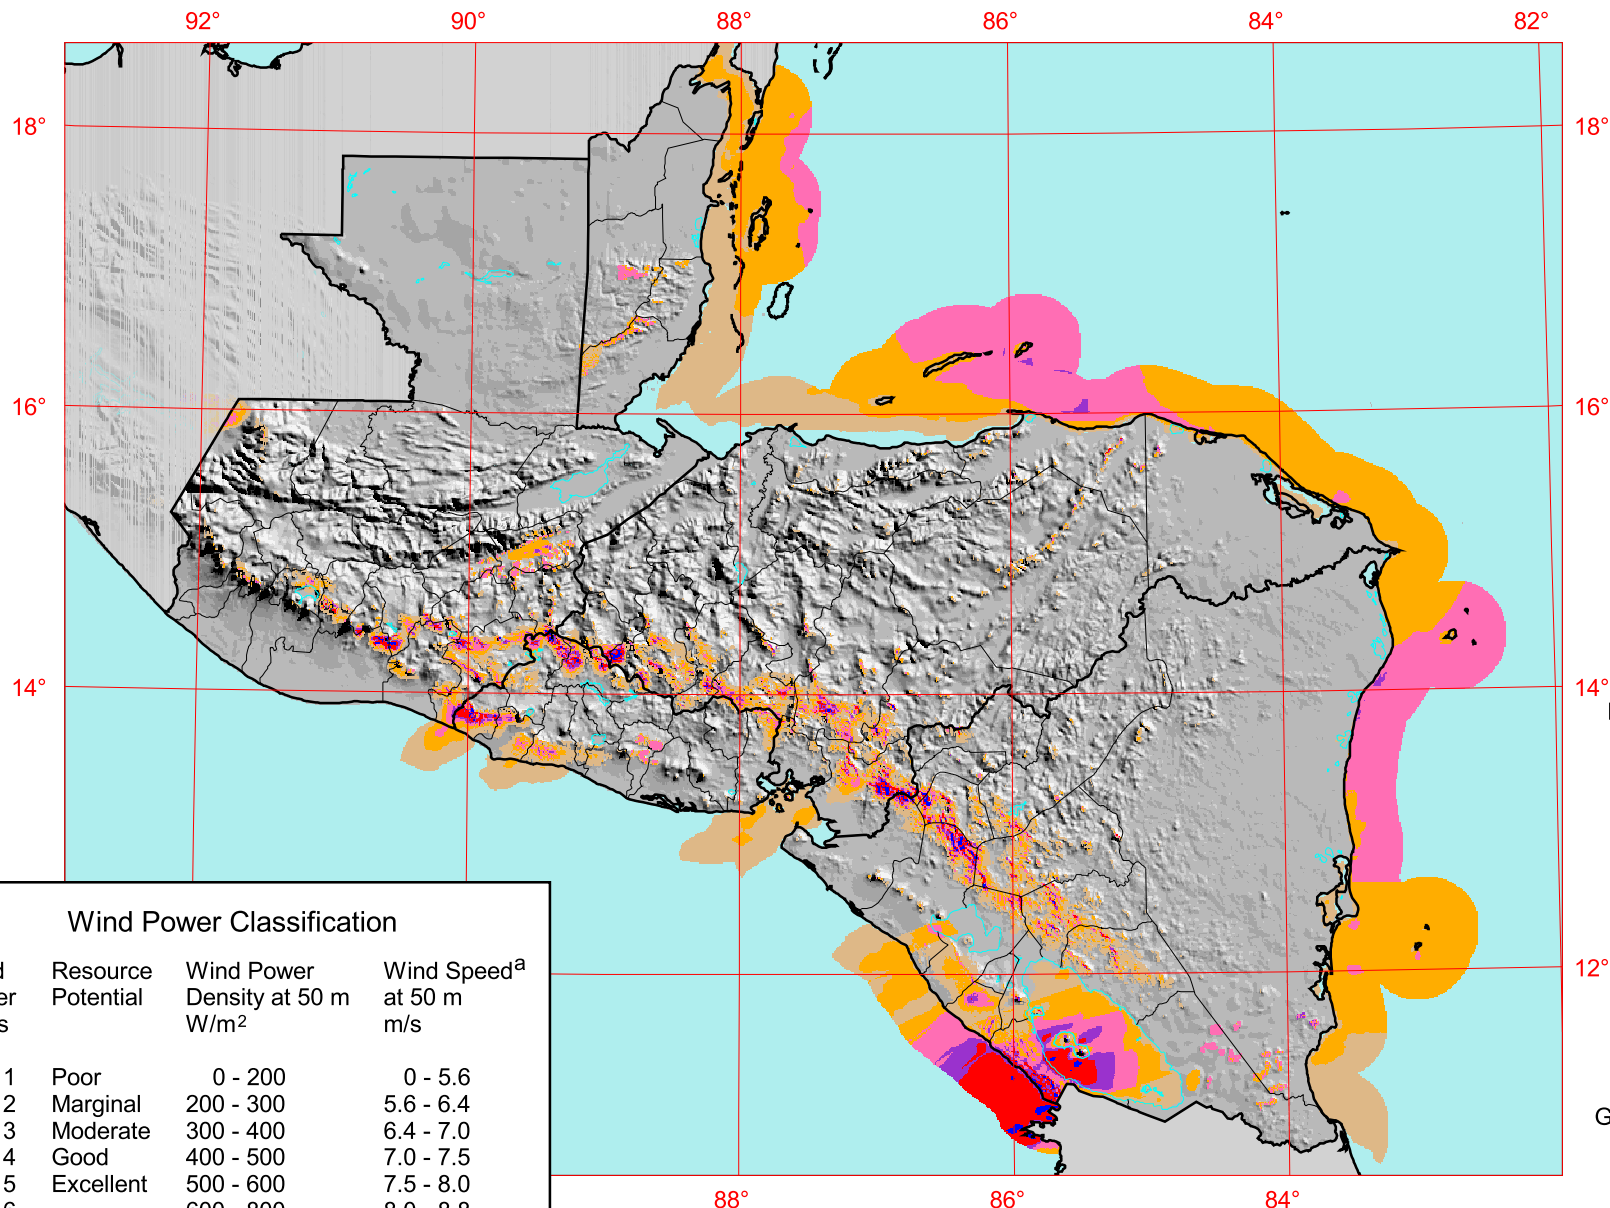 92° 90° 88° 86° 84° 82°
18° 18°
16° 16°
14° 14°
12°
Wind Power Classification
Resource Wind Power Wind Speedᵃ
Potential Density at 50 m at 50 m
W/m² m/s
1 Poor 0 - 200 0 - 5.6
2 Marginal 200 - 300 5.6 - 6.4
3 Moderate 300 - 400 6.4 - 7.0
4 Good 400 - 500 7.0 - 7.5
5 Excellent 500 - 600 7.5 - 8.0
88° 86° 84°